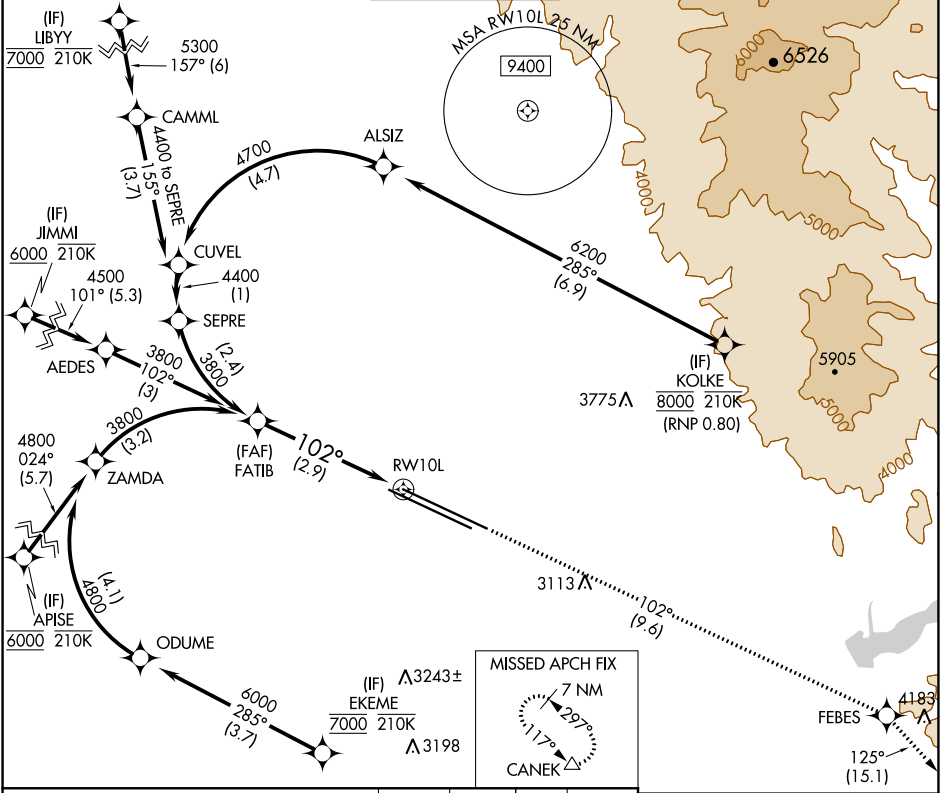 (IF)
LIBYY
7000 210K
5300
157° (6)
CAMML
4400 to SEPRE
155°
(3.7)
MSA RW10L 25 NM
9400
6000
6526
ALSIZ
4700
(4.7)
4000
5000
(IF)
JIMMI
6000 210K
4500
101° (5.3)
CUVEL
4400
(1)
SEPRE
6200
285°
(6.9)
AEDES
3800
102°
(3)
(2.4)
3800
(IF)
KOLKE
8000 210K
(RNP 0.80)
3775
5905
5000
4000
3800
(3.2)
4800
024°
(5.7)
ZAMDA
(FAF)
FATIB
102°
(2.9)
RW10L
(IF)
APISE
6000 210K
(4.1)
4800
3113
102°
(9.6)
ODUME
6000
285°
(3.7)
(IF)
EKEME
7000 210K
3243±
3198
MISSED APCH FIX
7 NM
297°
117°
CANEK
FEBES
4183
125°
(15.1)